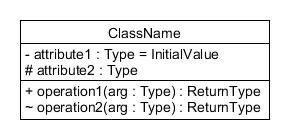 ClassName
- attribute1 : Type = InitialValue
# attribute2 : Type
+ operation1(arg : Type) : ReturnType
~ operation2(arg : Type) : ReturnType